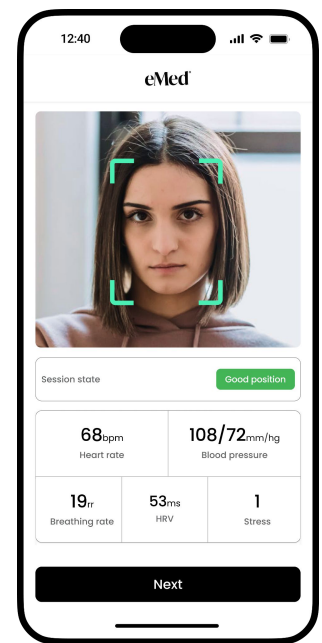 12:40
eMed
Session state
Good position
68bpm
108/72mm/hg
Heart rate
Blood pressure
19rr
53ms
1
Breathing rate
HRV
Stress
Next